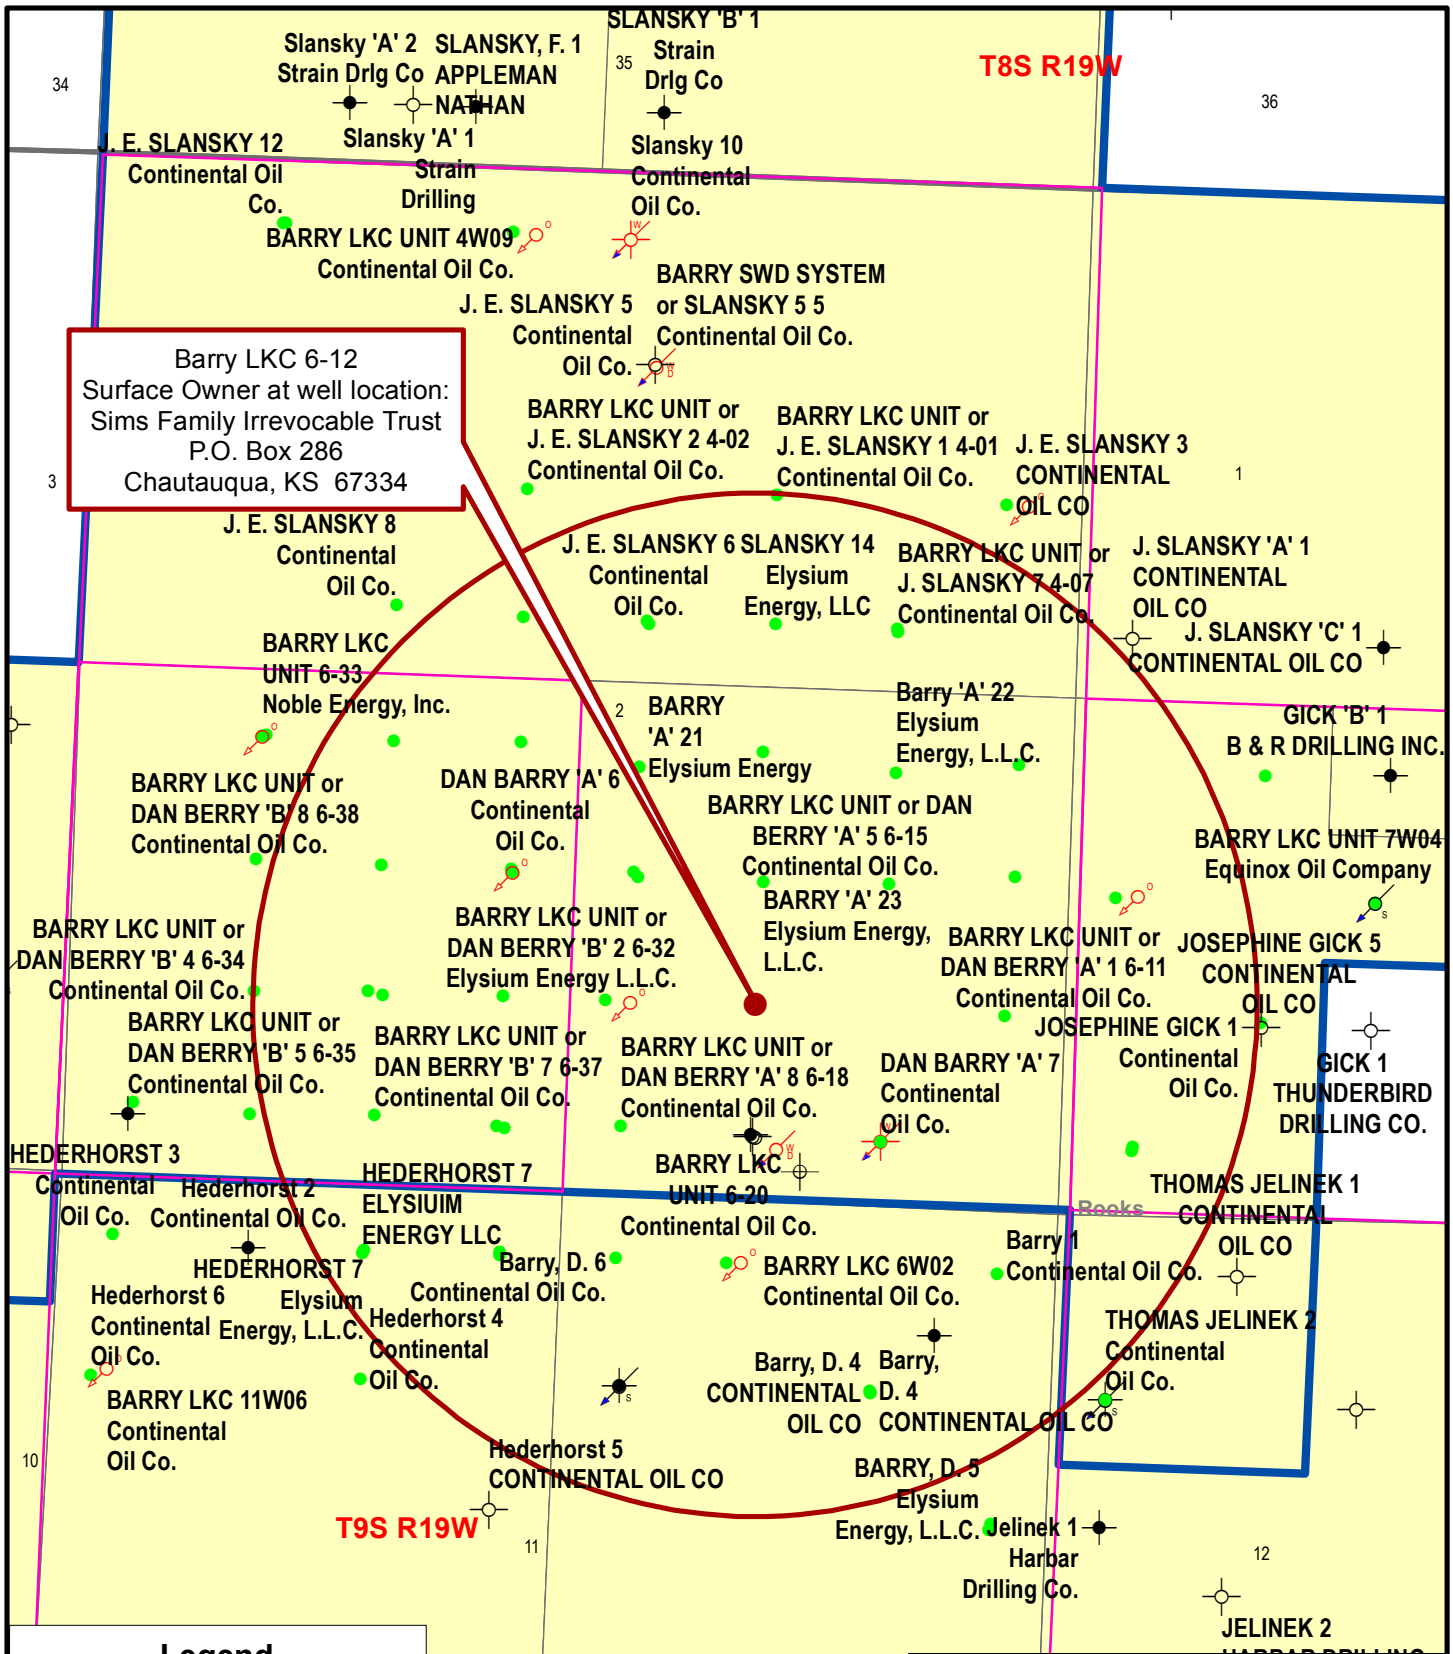 SLANSKY 'B' 1
Strain
Drlg Co
Slansky 'A' 2
Strain Drlg Co
SLANSKY, F. 1
APPLEMAN
NATHAN
35
T8S R19W
34
36
J. E. SLANSKY 12
Continental Oil
Co.
Slansky 'A' 1
Strain
Drilling
Slansky 10
Continental
Oil Co.
BARRY LKC UNIT 4W09
Continental Oil Co.
O
W
J. E. SLANSKY 5
Continental
Oil Co.
BARRY SWD SYSTEM
or SLANSKY 5 5
Continental Oil Co.
W
D
Barry LKC 6-12
Surface Owner at well location:
Sims Family Irrevocable Trust
P.O. Box 286
Chautauqua, KS  67334
BARRY LKC UNIT or
J. E. SLANSKY 2 4-02
Continental Oil Co.
BARRY LKC UNIT or
J. E. SLANSKY 1 4-01
Continental Oil Co.
J. E. SLANSKY 3
CONTINENTAL
OIL CO
3
1
J. E. SLANSKY 8
Continental
Oil Co.
J. E. SLANSKY 6
Continental
Oil Co.
SLANSKY 14
Elysium
Energy, LLC
BARRY LKC UNIT or
J. SLANSKY 7 4-07
Continental Oil Co.
J. SLANSKY 'A' 1
CONTINENTAL
OIL CO
J. SLANSKY 'C' 1
CONTINENTAL OIL CO
BARRY LKC
UNIT 6-33
Noble Energy, Inc.
O
2
BARRY
'A' 21
Elysium Energy
Barry 'A' 22
Elysium
Energy, L.L.C.
GICK 'B' 1
B & R DRILLING INC.
BARRY LKC UNIT or
DAN BERRY 'B' 8 6-38
Continental Oil Co.
DAN BARRY 'A' 6
Continental
Oil Co.
O
BARRY LKC UNIT or DAN
BERRY 'A' 5 6-15
Continental Oil Co.
BARRY LKC UNIT 7W04
Equinox Oil Company
S
BARRY 'A' 23
Elysium Energy,
L.L.C.
O
BARRY LKC UNIT or
DAN BERRY 'B' 4 6-34
Continental Oil Co.
BARRY LKC UNIT or
DAN BERRY 'B' 2 6-32
Elysium Energy L.L.C.
O
BARRY LKC UNIT or
DAN BERRY 'A' 1 6-11
Continental Oil Co.
JOSEPHINE GICK 5
CONTINENTAL
OIL CO
BARRY LKC UNIT or
DAN BERRY 'B' 5 6-35
Continental Oil Co.
BARRY LKC UNIT or
DAN BERRY 'B' 7 6-37
Continental Oil Co.
BARRY LKC UNIT or
DAN BERRY 'A' 8 6-18
Continental Oil Co.
DAN BARRY 'A' 7
Continental
Oil Co.
W
JOSEPHINE GICK 1
Continental
Oil Co.
GICK 1
THUNDERBIRD
DRILLING CO.
W
D
HEDERHORST 3
Continental
Oil Co.
Hederhorst 2
Continental Oil Co.
HEDERHORST 7
ELYSIUIM
ENERGY LLC
BARRY LKC
UNIT 6-20
Continental Oil Co.
THOMAS JELINEK 1
CONTINENTAL
OIL CO
Rooks
HEDERHORST 7
Elysium
Energy, L.L.C.
Barry, D. 6
Continental Oil Co.
O
BARRY LKC 6W02
Continental Oil Co.
Barry 1
Continental Oil Co.
Hederhorst 6
Continental
Oil Co.
Hederhorst 4
Continental
Oil Co.
THOMAS JELINEK 2
Continental
Oil Co.
S
BARRY LKC 11W06
Continental
Oil Co.
S
Barry, D. 4
CONTINENTAL
OIL CO
Barry,
D. 4
CONTINENTAL OIL CO
10
Hederhorst 5
CONTINENTAL OIL CO
BARRY, D. 5
Elysium
Energy, L.L.C.
T9S R19W
11
Jelinek 1
Harbar
Drilling Co.
12
JELINEK 2
HARBAR DRILLING
Legend